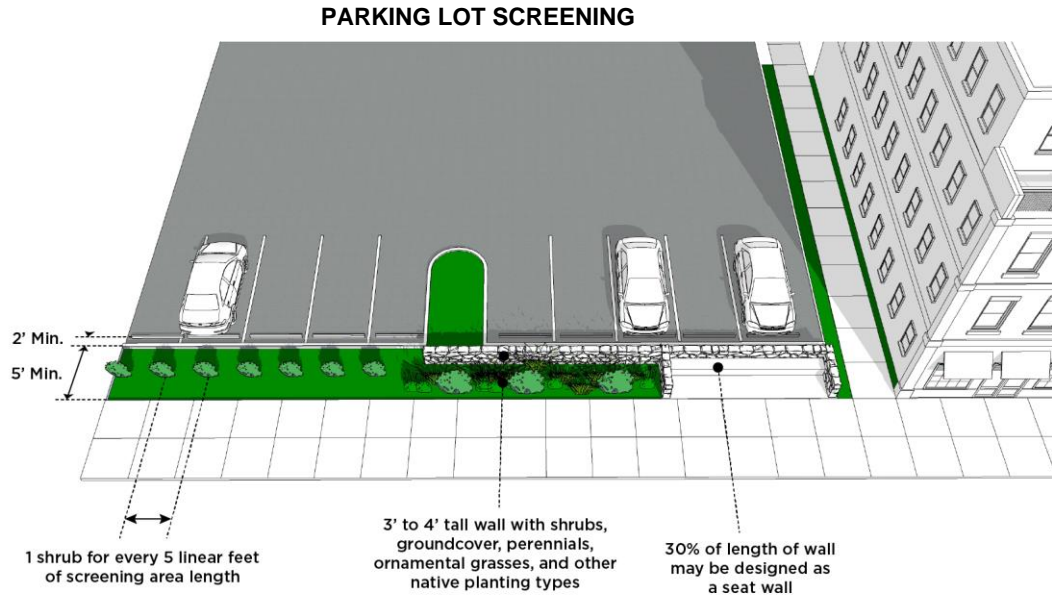 PARKING LOT SCREENING
2’ Min.
5’ Min.
1 shrub for every 5 linear feet
of screening area length
3’ to 4’ tall wall with shrubs,
groundcover, perennials,
ornamental grasses, and other
native planting types
30% of length of wall
may be designed as
a seat wall